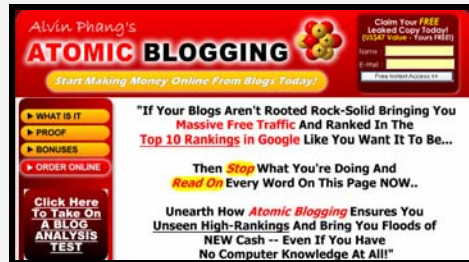 Alvin Phang's
ATOMIC BLOGGING
Start Making Money Online From Blogs Today!
Claim Your FREE
Leaked Copy Today!
(US$47 Value - Yours FREE!)
Name :
E-Mail :
Free Instant Access >>
WHAT IS IT
PROOF
BONUSES
ORDER ONLINE
Click Here
To Take On
A BLOG
ANALYSIS
TEST
"If Your Blogs Aren't Rooted Rock-Solid Bringing You
Massive Free Traffic And Ranked In The
Top 10 Rankings in Google Like You Want It To Be...
Then Stop What You're Doing And
Read On Every Word On This Page NOW..
Unearth How Atomic Blogging Ensures You
Unseen High-Rankings And Bring You Floods of
NEW Cash -- Even If You Have
No Computer Knowledge At All!"